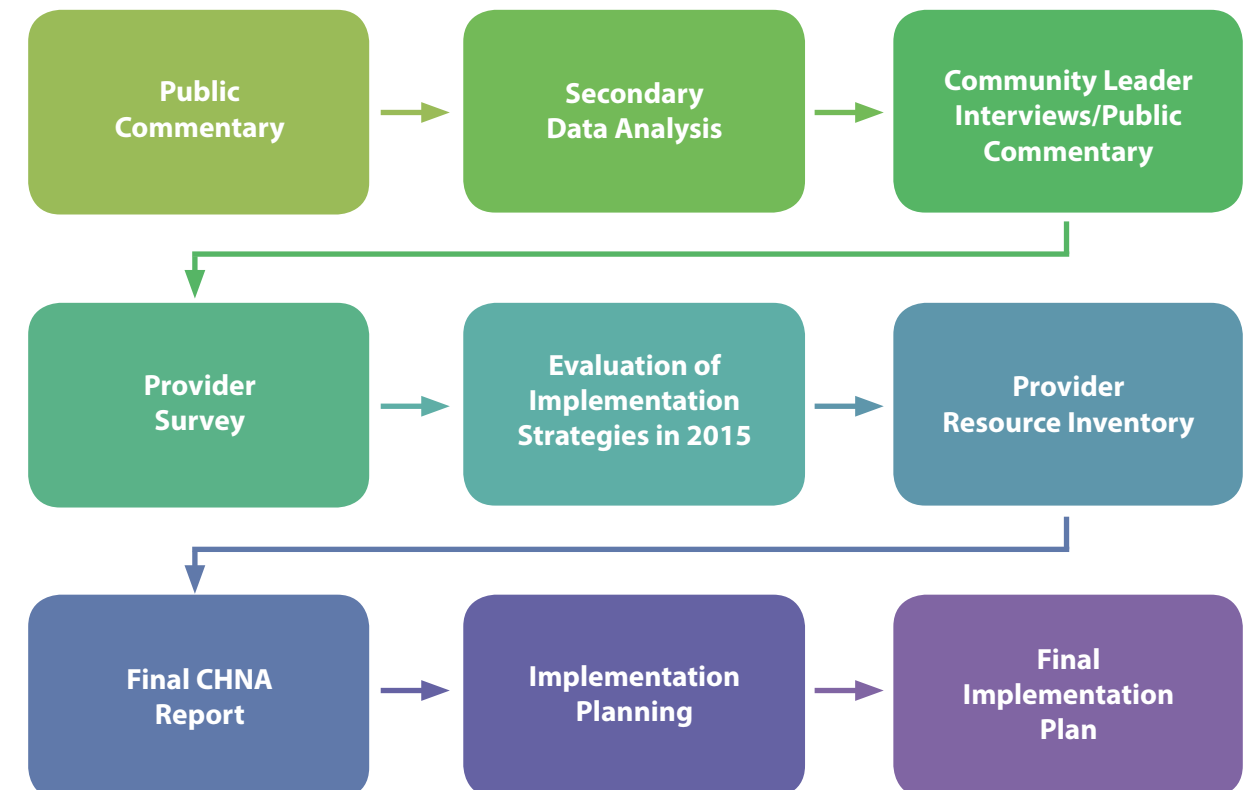 Public
Commentary
Secondary
Data Analysis
Community Leader
Interviews/Public
Commentary
Provider
Survey
Evaluation of
Implementation
Strategies in 2015
Provider
Resource Inventory
Final CHNA
Report
Implementation
Planning
Final
Implementation
Plan